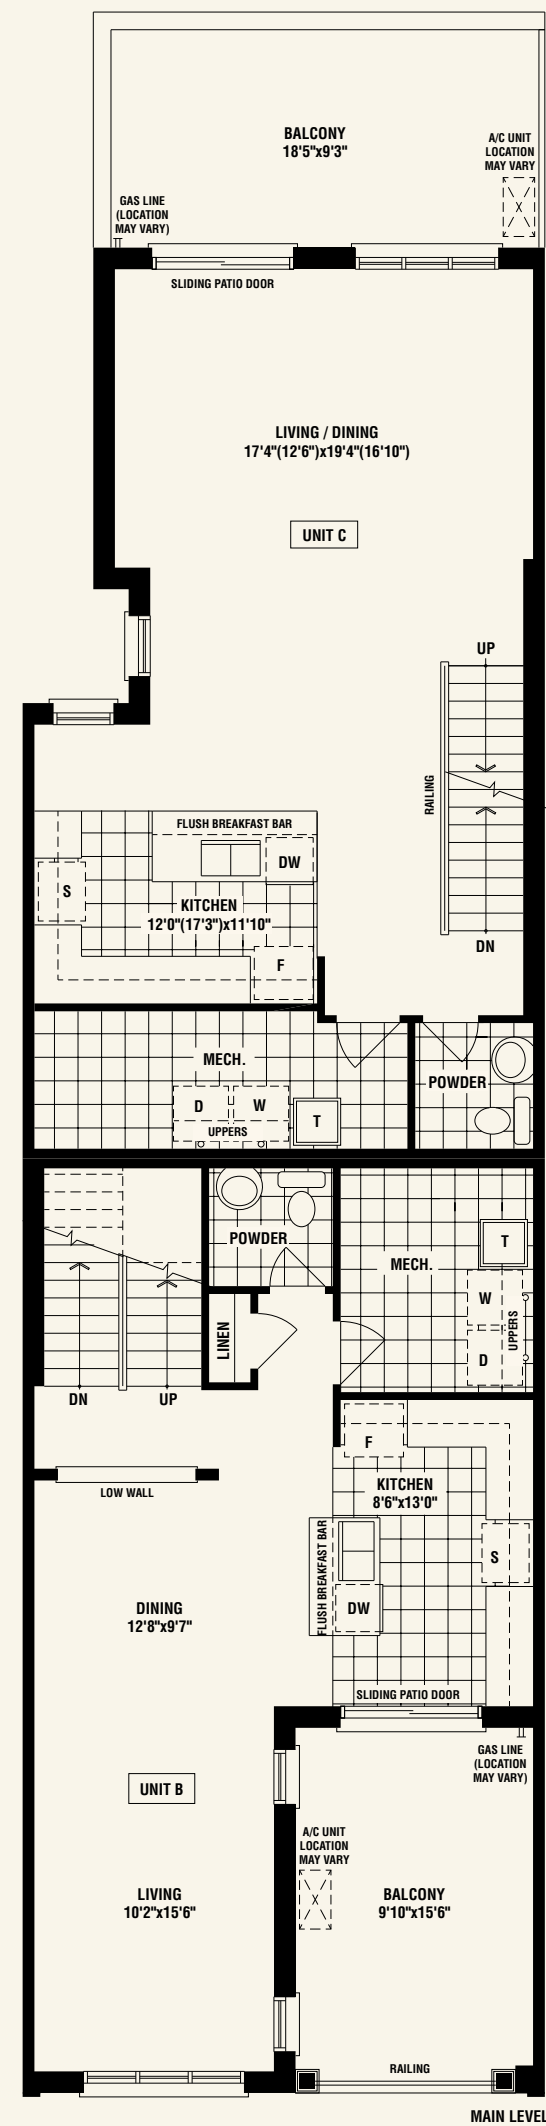 BALCONY
18'5"x9'3"
A/C UNIT
LOCATION
MAY VARY
GAS LINE
(LOCATION
MAY VARY)
SLIDING PATIO DOOR
LIVING / DINING
17'4"(12'6")x19'4"(16'10")
UNIT C
UP
RAILING
DN
FLUSH BREAKFAST BAR
DW
S
KITCHEN
12'0"(17'3")x11'10"
F
MECH.
D
W
UPPERS
T
POWDER
POWDER
MECH.
T
W
UPPERS
D
LINEN
DN
UP
LOW WALL
F
KITCHEN
8'6"x13'0"
FLUSH BREAKFAST BAR
S
DW
DINING
12'8"x9'7"
SLIDING PATIO DOOR
GAS LINE
(LOCATION
MAY VARY)
UNIT B
A/C UNIT
LOCATION
MAY VARY
LIVING
10'2"x15'6"
BALCONY
9'10"x15'6"
RAILING
MAIN LEVEL